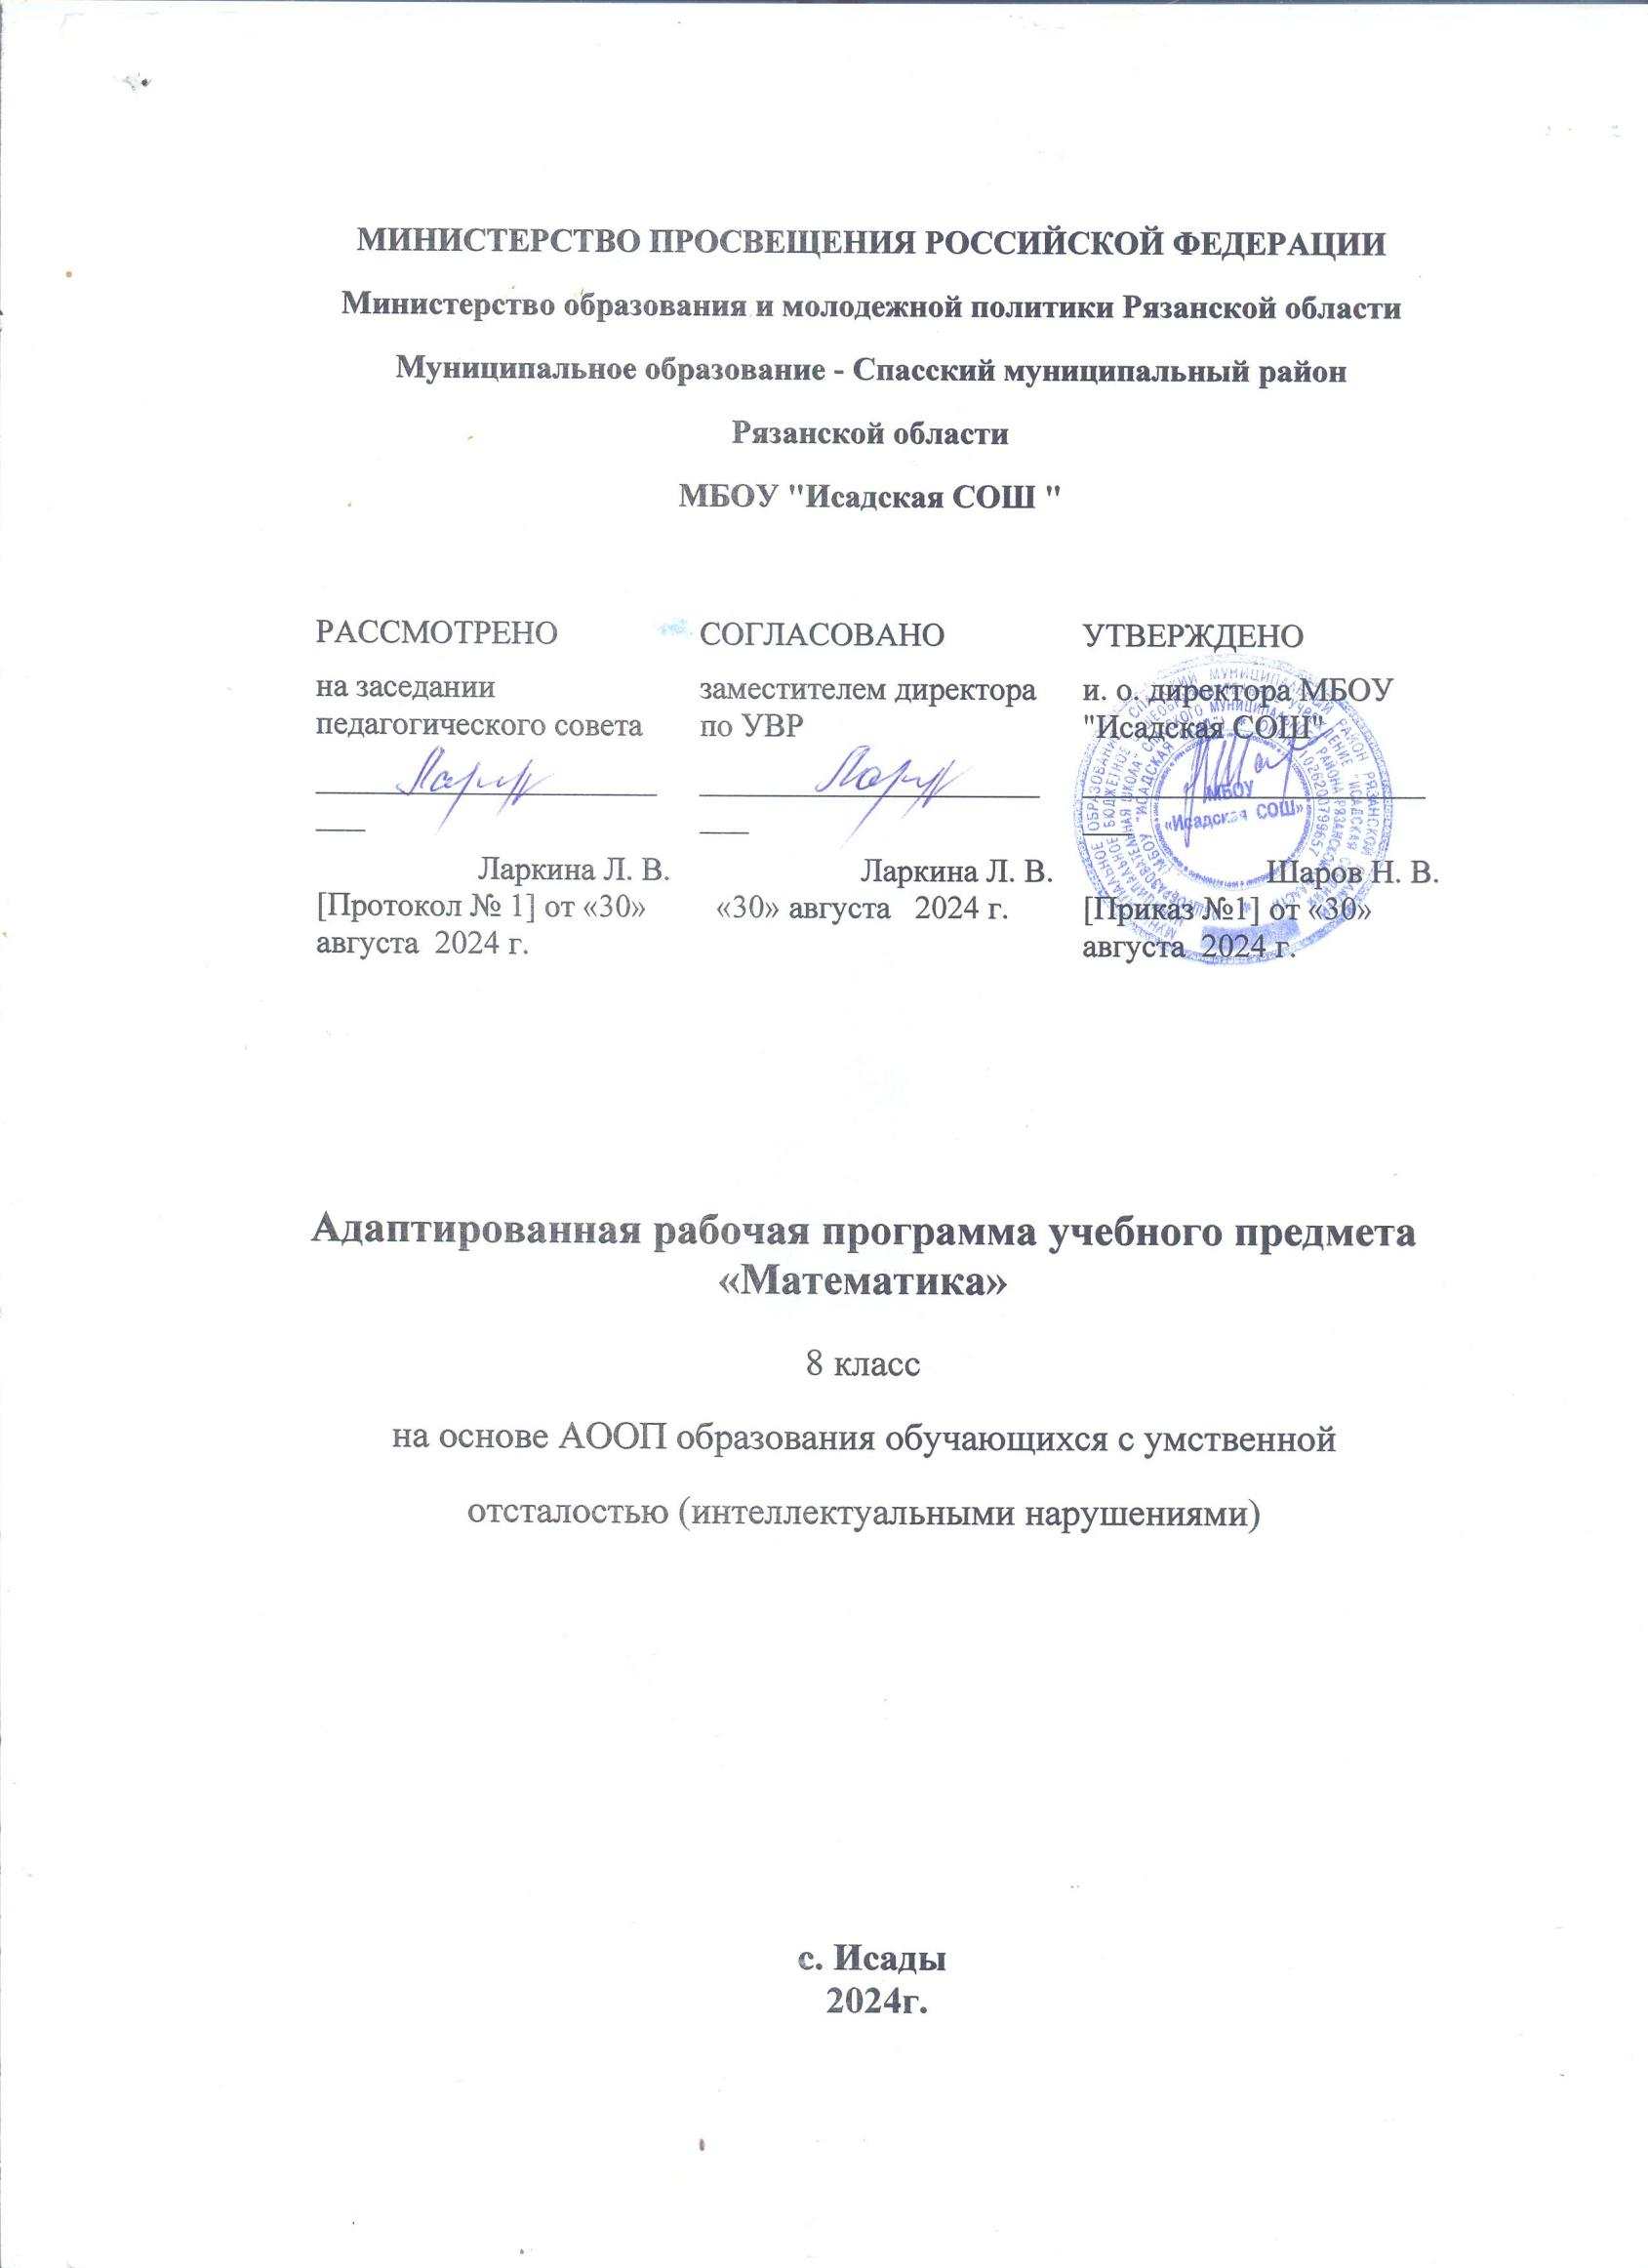 МИНИСТЕРСТВО ПРОСВЕЩЕНИЯ РОССИЙСКОЙ ФЕДЕРАЦИИ
Министерство образования и молодежной политики Рязанской области
Муниципальное образование - Спасский муниципальный район
Рязанской области
МБОУ "Исадская СОШ "
РАССМОТРЕНО
на заседании
педагогического совета
Ларкина Л. В.
[Протокол № 1] от «30»
августа 2024 г.
СОГЛАСОВАНО
заместителем директора
по УВР
Ларкина Л. В.
«30» августа 2024 г.
УТВЕРЖДЕНО
и. о. директора МБОУ
"Исадская СОШ"
МБОУ
«Исадская СОШ»
Шаров Н. В.
[Приказ №1] от «30»
августа 2024 г.
Адаптированная рабочая программа учебного предмета
«Математика»
8 класс
на основе АООП образования обучающихся с умственной
отсталостью (интеллектуальными нарушениями)
с. Исады
2024г.